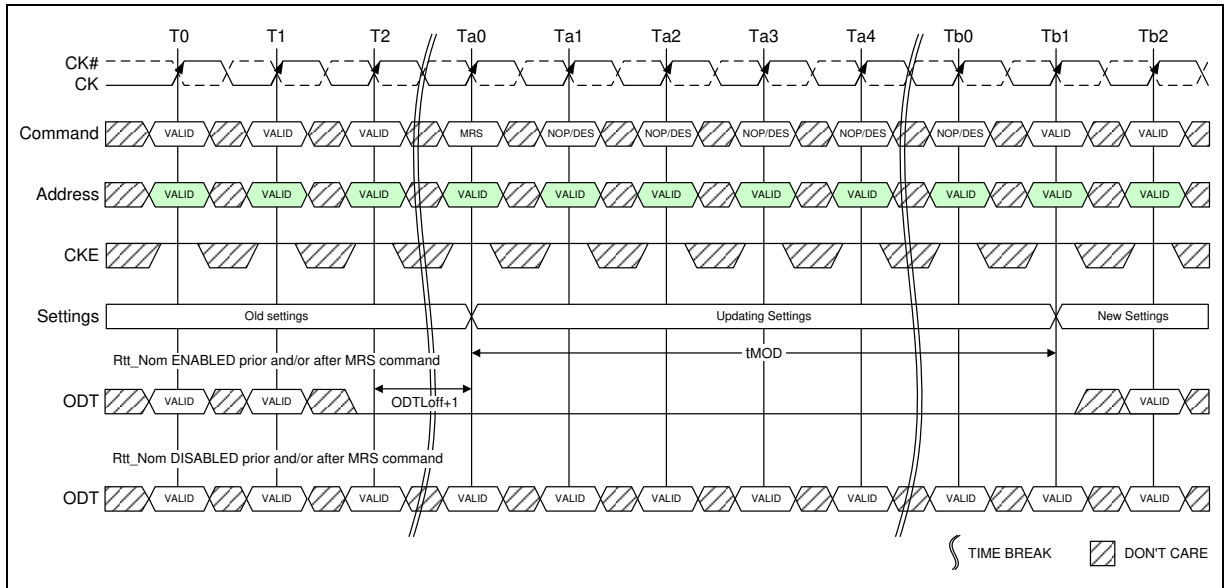 T0 T1 T2 Ta0 Ta1 Ta2 Ta3 Ta4 Tb0 Tb1 Tb2
CK#
CK
Command VALID VALID VALID MRS NOP/DES NOP/DES NOP/DES NOP/DES NOP/DES VALID VALID
Address VALID VALID VALID VALID VALID VALID VALID VALID VALID VALID VALID
CKE
Settings Old settings Updating Settings New Settings
Rtt_Nom ENABLED prior and/or after MRS command tMOD
ODT VALID VALID ODTLoff+1 VALID
Rtt_Nom DISABLED prior and/or after MRS command
ODT VALID VALID VALID VALID VALID VALID VALID VALID VALID VALID VALID
TIME BREAK DON'T CARE